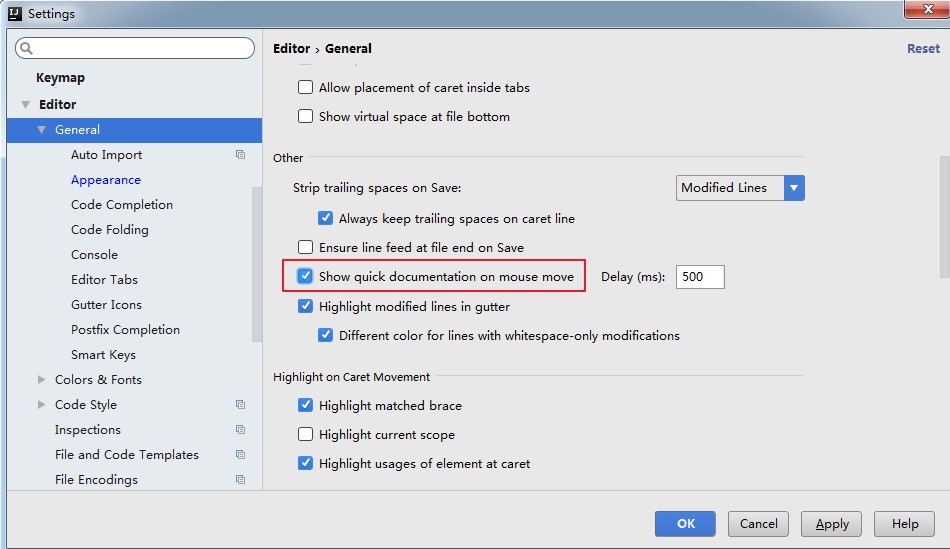 Settings
Editor › General
Reset
Keymap
Editor
General
Auto Import
Appearance
Code Completion
Code Folding
Console
Editor Tabs
Gutter Icons
Postfix Completion
Smart Keys
Colors & Fonts
Code Style
Inspections
File and Code Templates
File Encodings
Allow placement of caret inside tabs
Show virtual space at file bottom
Other
Strip trailing spaces on Save: Modified Lines
Always keep trailing spaces on caret line
Ensure line feed at file end on Save
Show quick documentation on mouse move Delay (ms): 500
Highlight modified lines in gutter
Different color for lines with whitespace-only modifications
Highlight on Caret Movement
Highlight matched brace
Highlight current scope
Highlight usages of element at caret
OK Cancel Apply Help